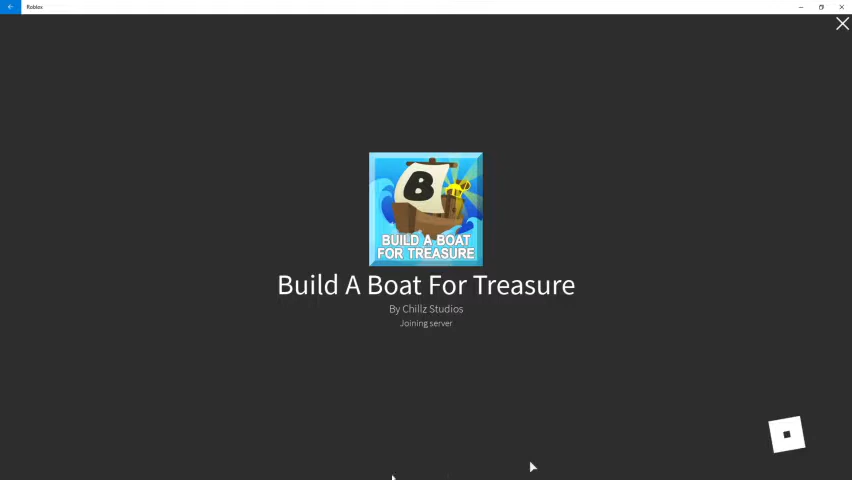 Roblox
B
BUILD A BOAT
FOR TREASURE
Build A Boat For Treasure
By Chillz Studios
Joining server